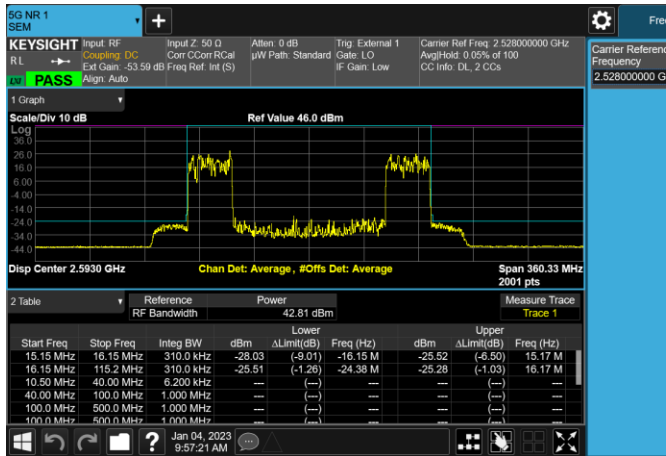 5G NR 1
SEM
Fre
KEYSIGHT Input: RF Input Z: 50 Ω Atten: 0 dB Trig: External 1 Carrier Ref Freq: 2.528000000 GHz
RL Coupling: DC Corr CCorr RCal µW Path: Standard Gate: LO Avg|Hold: 0.05% of 100
Ext Gain: -53.59 dB Freq Ref: Int (S) IF Gain: Low CC Info: DL, 2 CCs
PASS Align: Auto
Carrier Reference
Frequency
2.528000000 G
1 Graph
Scale/Div 10 dB Ref Value 46.0 dBm
Log
36.0
26.0
16.0
6.00
-4.00
-14.0
-24.0
-34.0
-44.0
Disp Center 2.5930 GHz Chan Det: Average, #Offs Det: Average Span 360.33 MHz
2001 pts
2 Table Reference Power Measure Trace
RF Bandwidth 42.81 dBm Trace 1
Lower Upper
Start Freq Stop Freq Integ BW dBm ΔLimit(dB) Freq (Hz) dBm ΔLimit(dB) Freq (Hz)
15.15 MHz 16.15 MHz 310.0 kHz -28.03 (-9.01) -16.15 M -25.52 (-6.50) 15.17 M
16.15 MHz 115.2 MHz 310.0 kHz -25.51 (-1.26) -24.38 M -25.28 (-1.03) 16.17 M
10.50 MHz 40.00 MHz 6.200 kHz --- (---) --- --- (---) ---
40.00 MHz 100.0 MHz 1.000 MHz --- (---) --- --- (---) ---
100.0 MHz 500.0 MHz 1.000 MHz --- (---) --- --- (---) ---
100.0 MHz 500.0 MHz 1.000 MHz --- (---) --- --- (---) ---
? Jan 04, 2023
9:57:21 AM